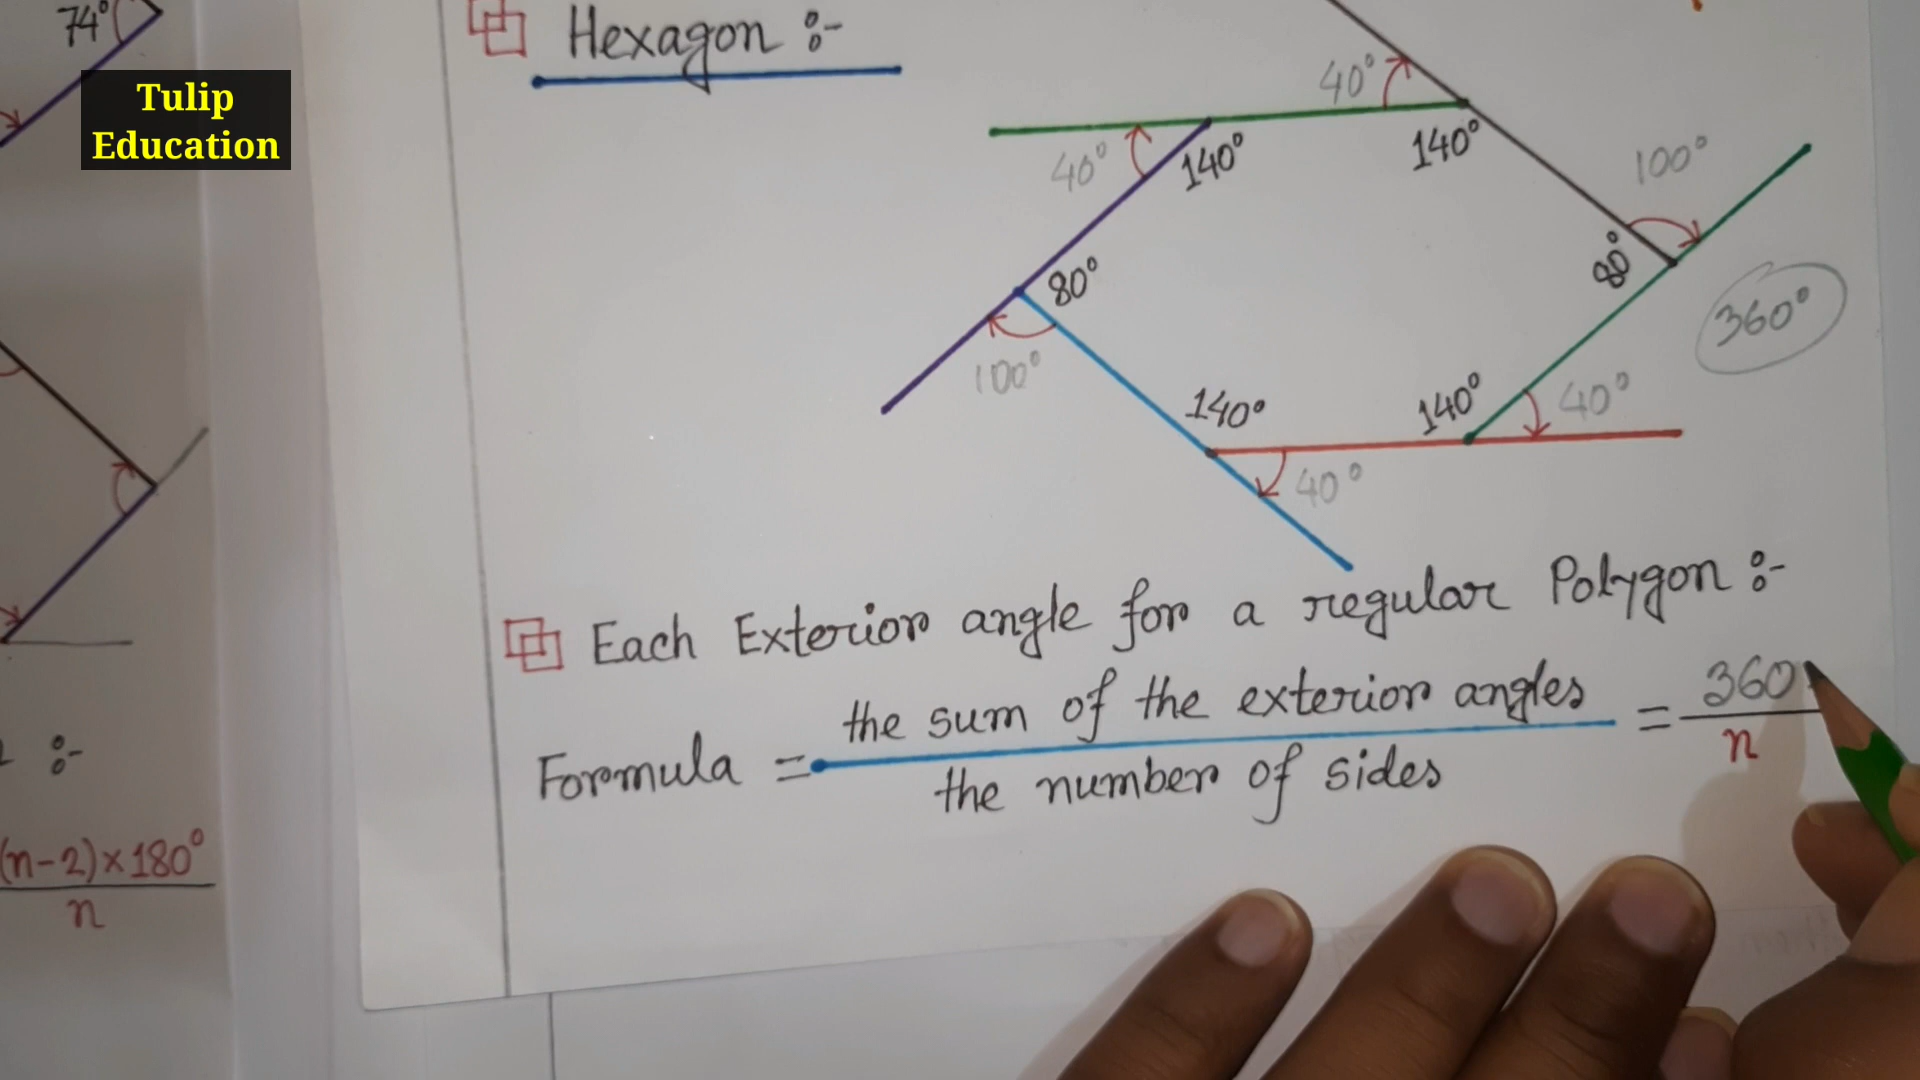 74°
Tulip
Education
Hexagon :-
40°
140°
40°
140°
100°
80°
80°
360°
100°
140°
140°
40°
40°
Each Exterior angle for a regular Polygon :-
Formula = the sum of the exterior angles = 360
the number of sides n
:-
(n-2)×180°
n